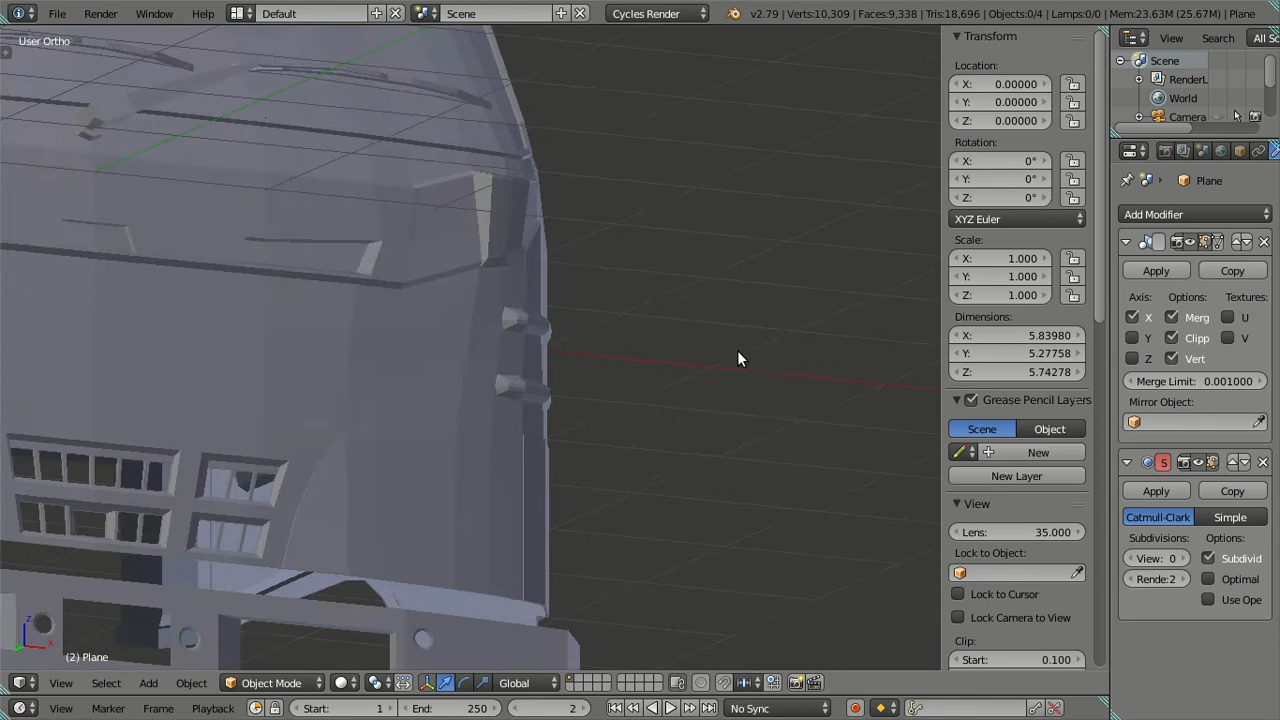 File Render Window Help Default Scene Cycles Render v2.79 | Verts:10,309 | Faces:9,338 | Tris:18,696 | Objects:0/4 | Lamps:0/0 | Mem:23.63M (25.67M) | Plane
User Ortho
Transform
Location:
X: 0.00000
Y: 0.00000
Z: 0.00000
Rotation:
X: 0°
Y: 0°
Z: 0°
XYZ Euler
Scale:
X: 1.000
Y: 1.000
Z: 1.000
Dimensions:
X: 5.83980
Y: 5.27758
Z: 5.74278
Grease Pencil Layers
Scene Object
New
New Layer
View
Lens: 35.000
Lock to Object:
Lock to Cursor
Lock Camera to View
Clip:
Start: 0.100
View Search All Sc
Scene
RenderL
World
Camera
Plane
Add Modifier
Apply Copy
Axis: Options: Textures:
X Merg U
Y Clipp V
Z Vert
Merge Limit: 0.001000
Mirror Object:
S
Apply Copy
Catmull-Clark Simple
Subdivisions: Options:
View: 0 Subdivid
Rende:2 Optimal
Use Ope
z
x
(2) Plane
View Select Add Object Object Mode Global
View Marker Frame Playback Start: 1 End: 250 2 No Sync